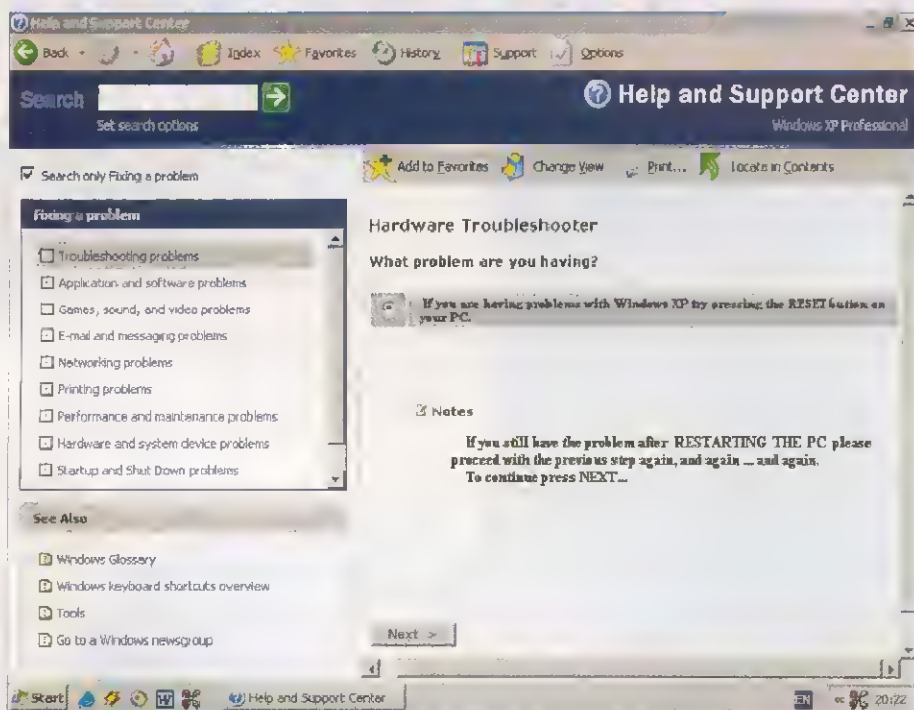 Help and Support Center
Back Index Favorites History Support Options
Search
Help and Support Center
Set search options
Windows XP Professional
Search only Fixing a problem
Add to Favorites Change View Print... Locate in Contents
Fixing a problem
Troubleshooting problems
Application and software problems
Games, sound, and video problems
E-mail and messaging problems
Networking problems
Printing problems
Performance and maintenance problems
Hardware and system device problems
Startup and Shut Down problems
See Also
Windows Glossary
Windows keyboard shortcuts overview
Tools
Go to a Windows newsgroup
Hardware Troubleshooter
What problem are you having?
If you are having problems with Windows XP try pressing the RESET button on
your PC.
Notes
If you still have the problem after RESTARTING THE PC please
proceed with the previous step again, and again ... and again.
To continue press NEXT...
Next >
Start Help and Support Center EN 20:22